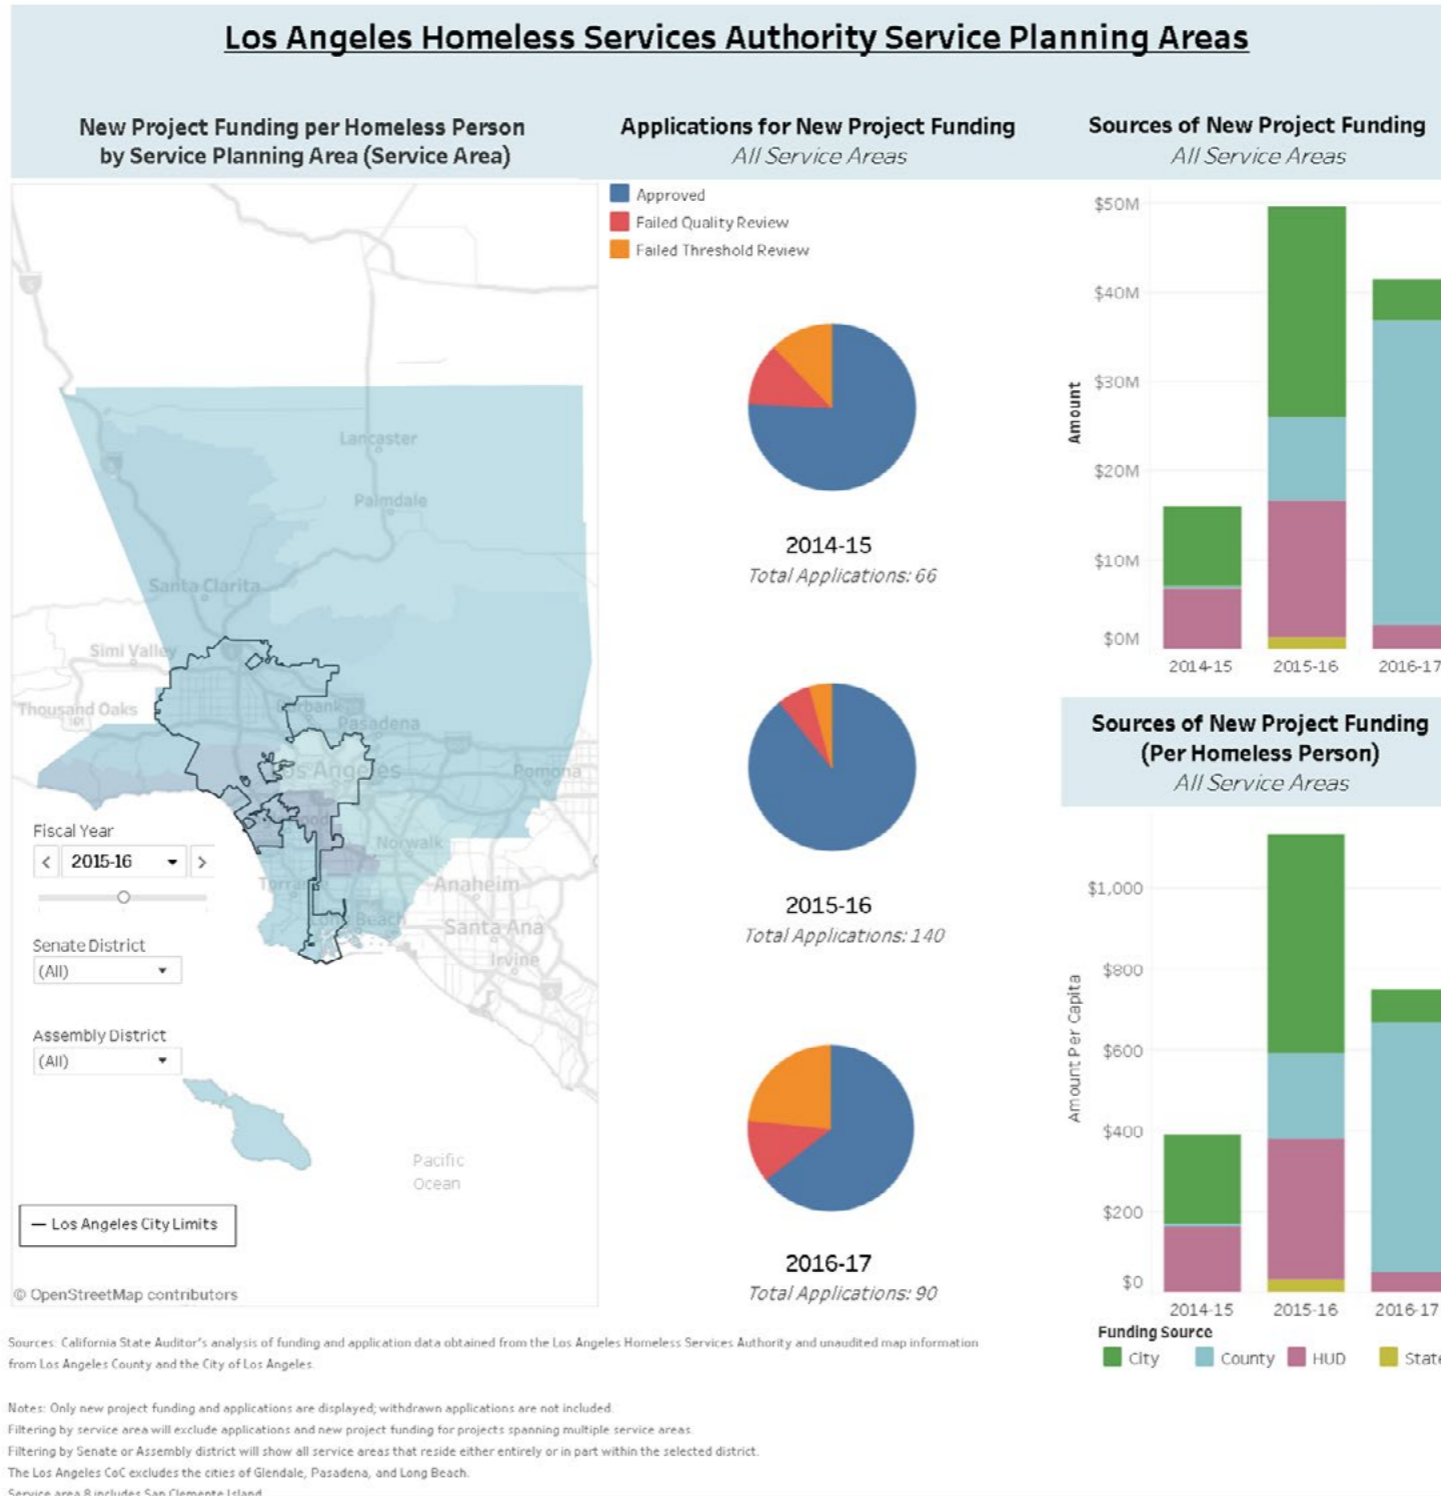 Los Angeles Homeless Services Authority Service Planning Areas
New Project Funding per Homeless Person
by Service Planning Area (Service Area)
Applications for New Project Funding
All Service Areas
Sources of New Project Funding
All Service Areas
Approved
Failed Quality Review
Failed Threshold Review
Lancaster
Palmdale
Santa Clarita
Simi Valley
Thousand Oaks
101
Burbank
Pasadena
Los Angeles
Pomona
Norwalk
Torrance
Anaheim
Long Beach
Santa Ana
Irvine
Pacific
Ocean
Fiscal Year
< 2015-16 >
Senate District
(All)
Assembly District
(All)
— Los Angeles City Limits
© OpenStreetMap contributors
2014-15
Total Applications: 66
2015-16
Total Applications: 140
2016-17
Total Applications: 90
Amount
$50M
$40M
$30M
$20M
$10M
$0M
2014-15 2015-16 2016-17
Sources of New Project Funding
(Per Homeless Person)
All Service Areas
Amount Per Capita
$1,000
$800
$600
$400
$200
$0
2014-15 2015-16 2016-17
Funding Source
City County HUD State
Sources: California State Auditor's analysis of funding and application data obtained from the Los Angeles Homeless Services Authority and unaudited map information
from Los Angeles County and the City of Los Angeles.
Notes: Only new project funding and applications are displayed; withdrawn applications are not included.
Filtering by service area will exclude applications and new project funding for projects spanning multiple service areas.
Filtering by Senate or Assembly district will show all service areas that reside either entirely or in part within the selected district.
The Los Angeles CoC excludes the cities of Glendale, Pasadena, and Long Beach.
Service area 8 includes San Clemente Island.